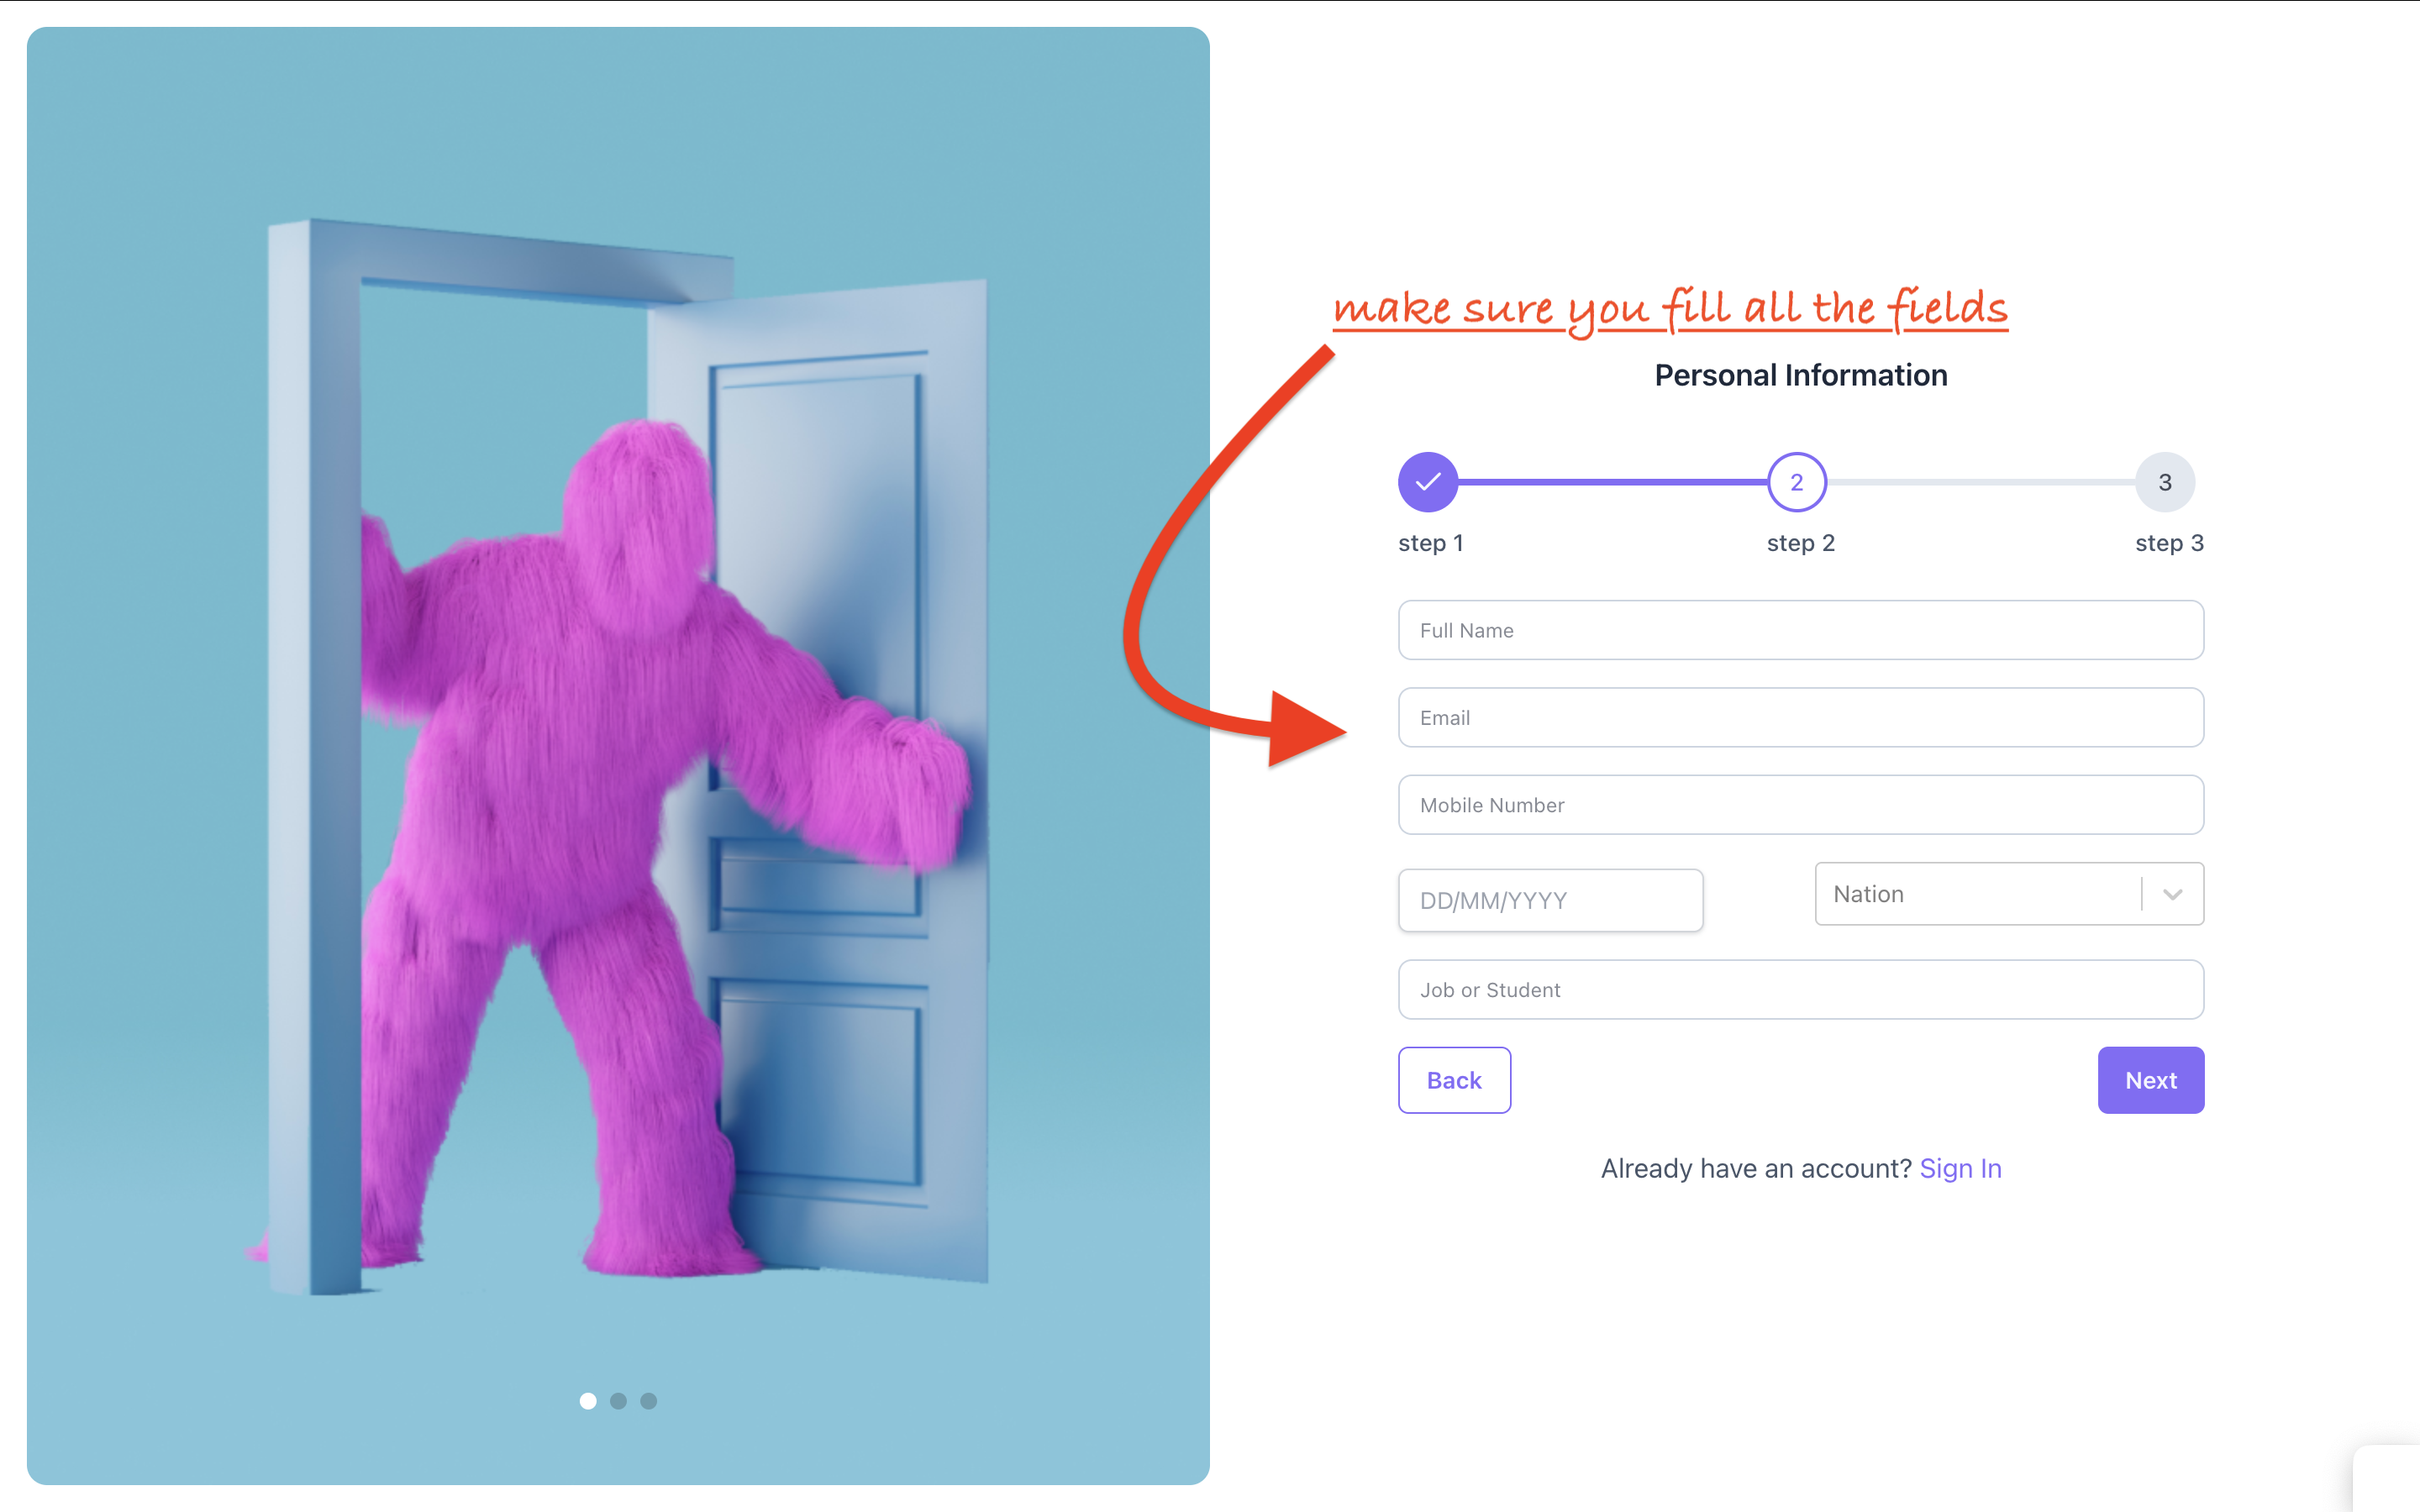 make sure you fill all the fields
Personal Information
2
3
step 1
step 2
step 3
Full Name
Email
Mobile Number
DD/MM/YYYY
Nation
Job or Student
Back
Next
Already have an account? Sign In